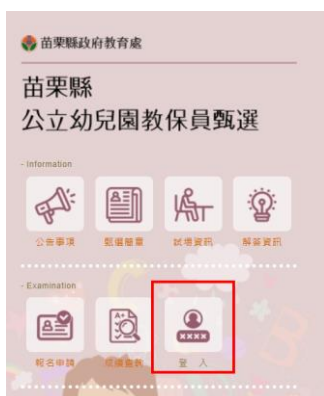 苗栗縣政府教育處
苗栗縣
公立幼兒園教保員甄選
- Information
公告事項 甄選簡章 試場資訊 解答資訊
- Examination
A+
報名申請 成績查詢 登 入